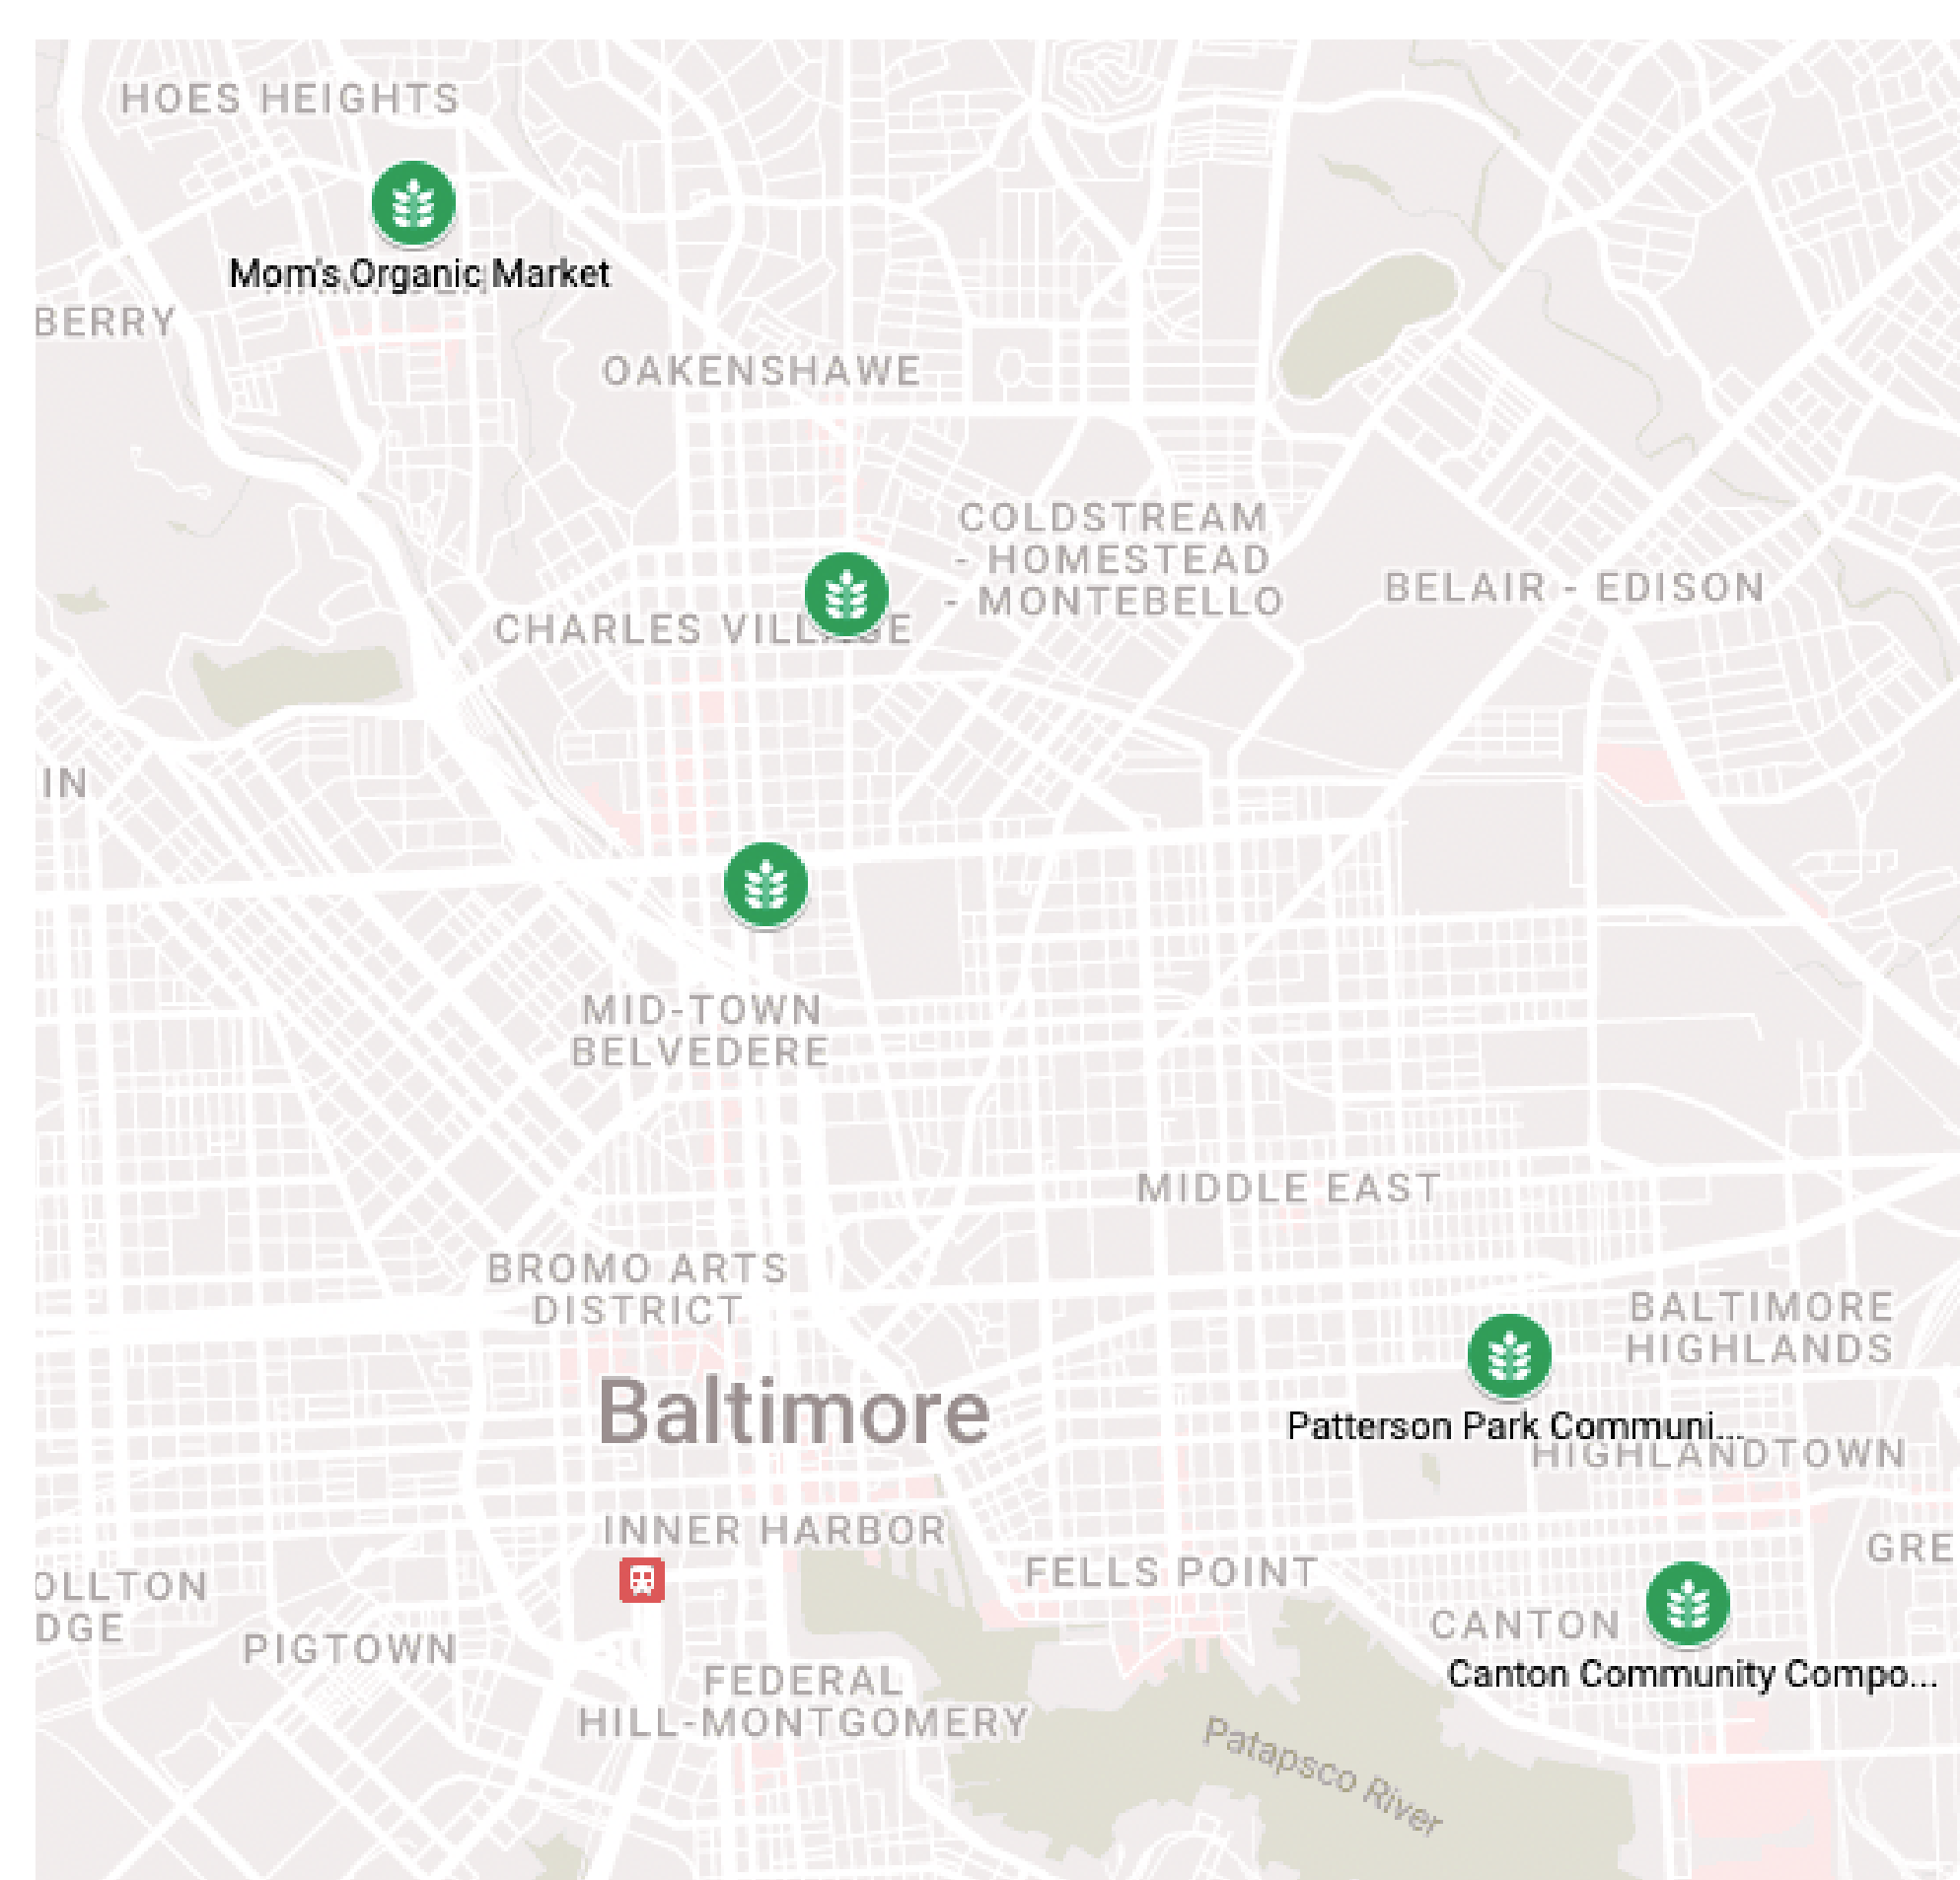 HOES HEIGHTS
Mom's Organic Market
BERRY
OAKENSHAWE
COLDSTREAM
- HOMESTEAD
- MONTEBELLO
BELAIR - EDISON
CHARLES VILL
IN
MID-TOWN
BELVEDERE
MIDDLE EAST
BROMO ARTS
DISTRICT
BALTIMORE
HIGHLANDS
Baltimore
Patterson Park Communi...
HIGHLANDTOWN
INNER HARBOR
GRE
FELLS POINT
OLLTON
DGE
CANTON
PIGTOWN
Canton Community Compo...
FEDERAL
HILL-MONTGOMERY
Patapsco River